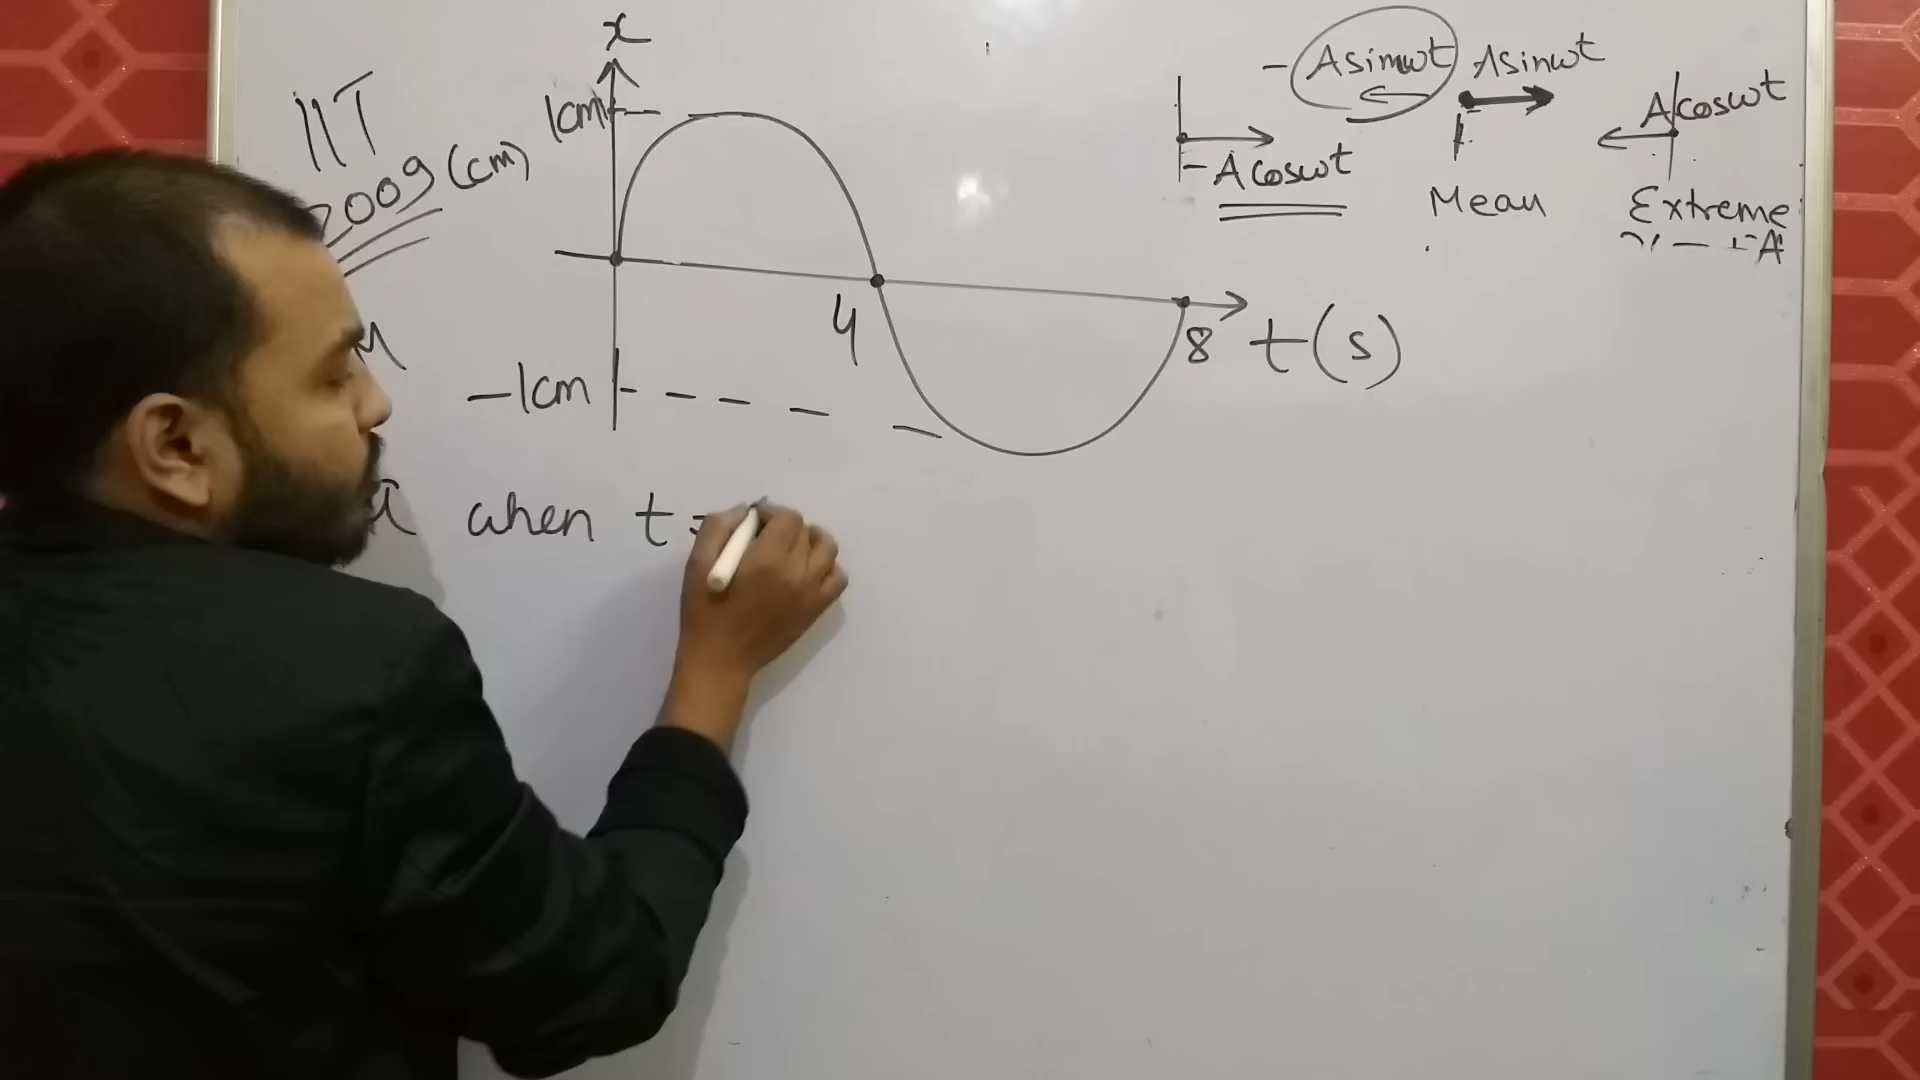 x
1cm
IIT
2009 (cm)
4
8 t(s)
-1cm
a when t =
- Asinωt Asinωt
Acosωt
- Acosωt
Mean Extreme